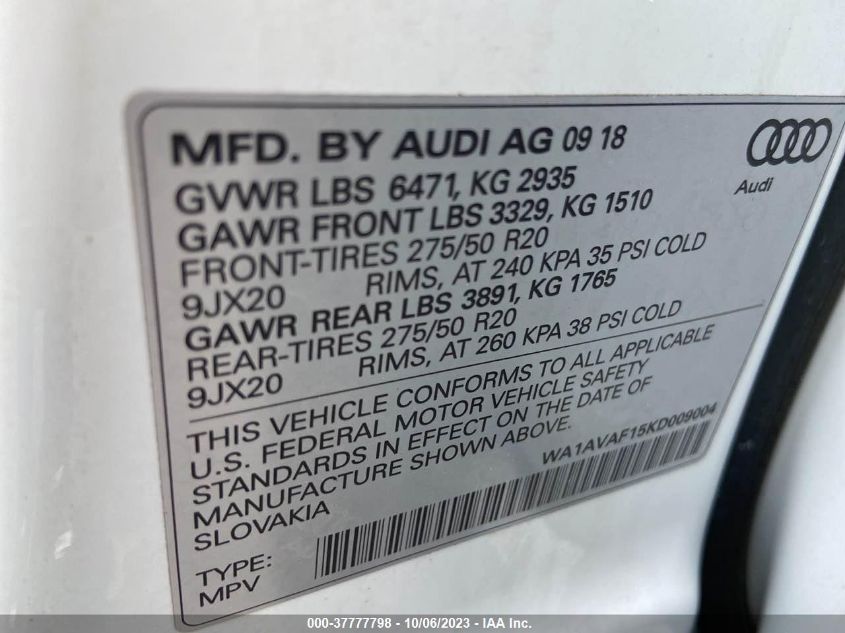 MFD. BY AUDI AG 09 18
Audi
GVWR LBS 6471, KG 2935
GAWR FRONT LBS 3329, KG 1510
FRONT-TIRES 275/50 R20
9JX20 RIMS, AT 240 KPA 35 PSI COLD
GAWR REAR LBS 3891, KG 1765
REAR-TIRES 275/50 R20
9JX20 RIMS, AT 260 KPA 38 PSI COLD
THIS VEHICLE CONFORMS TO ALL APPLICABLE
U.S. FEDERAL MOTOR VEHICLE SAFETY
STANDARDS IN EFFECT ON THE DATE OF
MANUFACTURE SHOWN ABOVE.
SLOVAKIA
WA1AVAF15KD009004
TYPE:
MPV
000-37777798 - 10/06/2023 - IAA Inc.